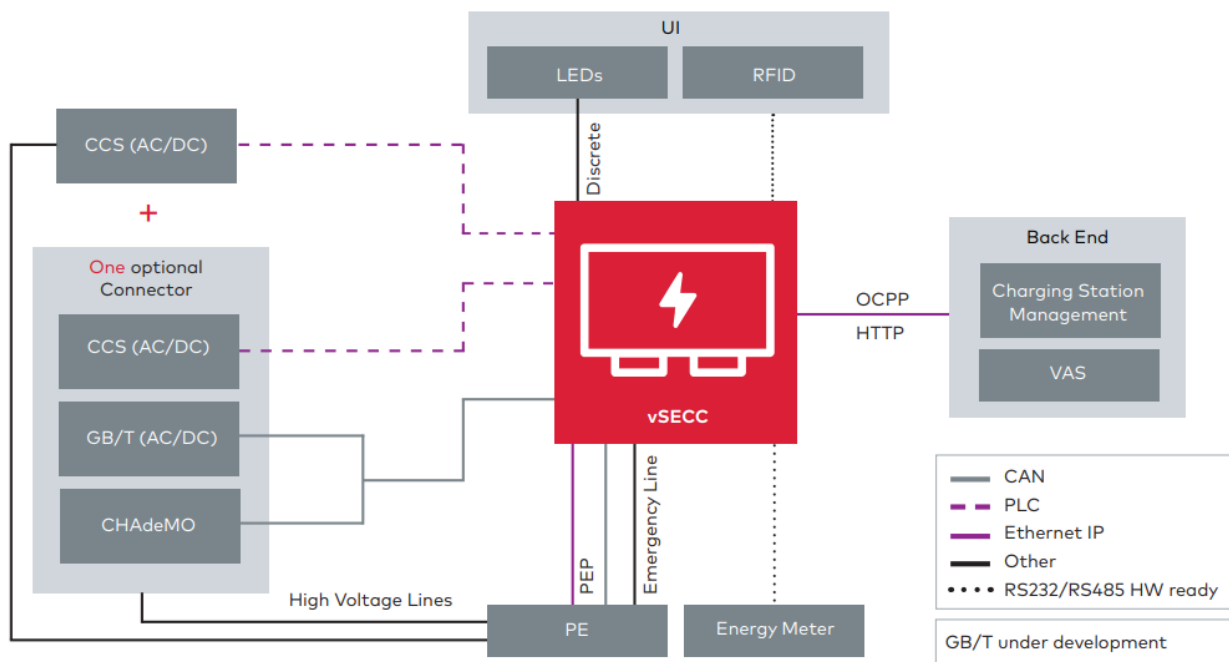 UI
LEDs
RFID
CCS (AC/DC)
+
Discrete
One optional
Connector
CCS (AC/DC)
GB/T (AC/DC)
CHAdeMO
vSECC
OCPP
HTTP
Back End
Charging Station
Management
VAS
PEP
Emergency Line
High Voltage Lines
PE
Energy Meter
CAN
PLC
Ethernet IP
Other
RS232/RS485 HW ready
GB/T under development